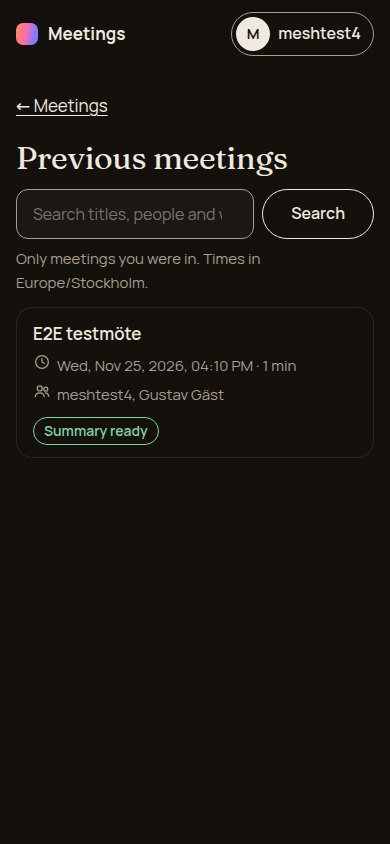 Meetings
M meshtest4
← Meetings
Previous meetings
Search titles, people and
Search
Only meetings you were in. Times in
Europe/Stockholm.
E2E testmöte
Wed, Nov 25, 2026, 04:10 PM · 1 min
meshtest4, Gustav Gäst
Summary ready